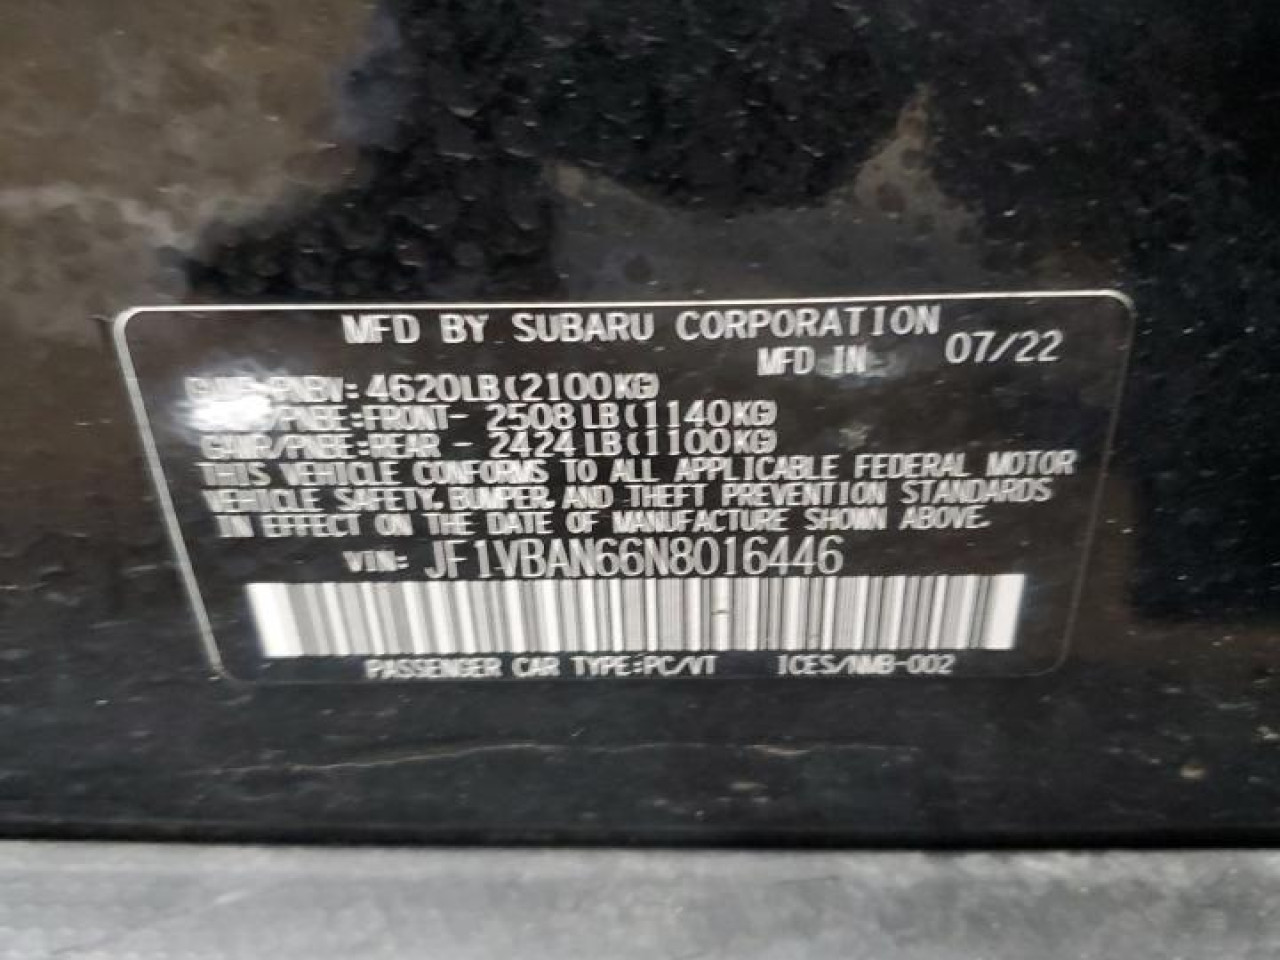 MFD BY SUBARU CORPORATION
MFD IN 07/22
GVWR/PNBV: 4620LB(2100KG)
/PNBE:FRONT- 2508LB(1140KG)
GAWR/PNBE:REAR - 2424LB(1100KG)
THIS VEHICLE CONFORMS TO ALL APPLICABLE FEDERAL MOTOR
VEHICLE SAFETY, BUMPER, AND THEFT PREVENTION STANDARDS
IN EFFECT ON THE DATE OF MANUFACTURE SHOWN ABOVE.
VIN: JF1VBAN66N8016446
PASSENGER CAR TYPE:PC/VT ICES/NMB-002